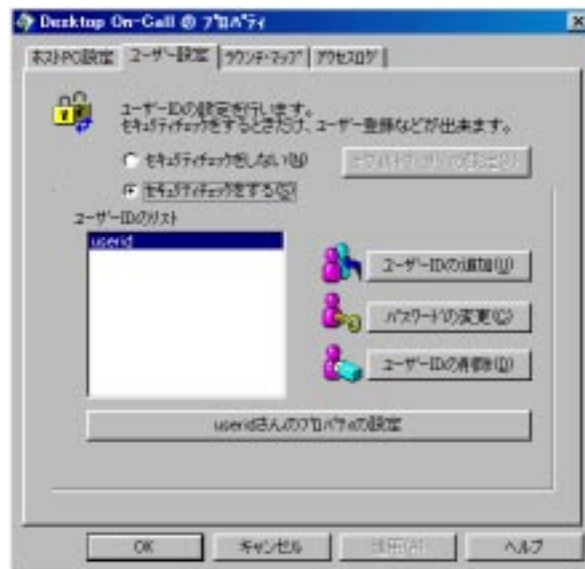 Desktop On-Call の プロパティ
ホストPC設定 ユーザー設定 ラウンチ・マップ アクセスログ
ユーザーIDの設定を行います。
セキュリティチェックをするときだけ、ユーザー登録などが出来ます。
セキュリティチェックをしない(N)
セキュリティチェックをする(S)
ユーザーIDのリスト
userid
ユーザーIDの追加(U)
パスワードの変更(C)
ユーザーIDの削除(D)
useridさんのプロパティの設定
OK キャンセル 適用(A) ヘルプ